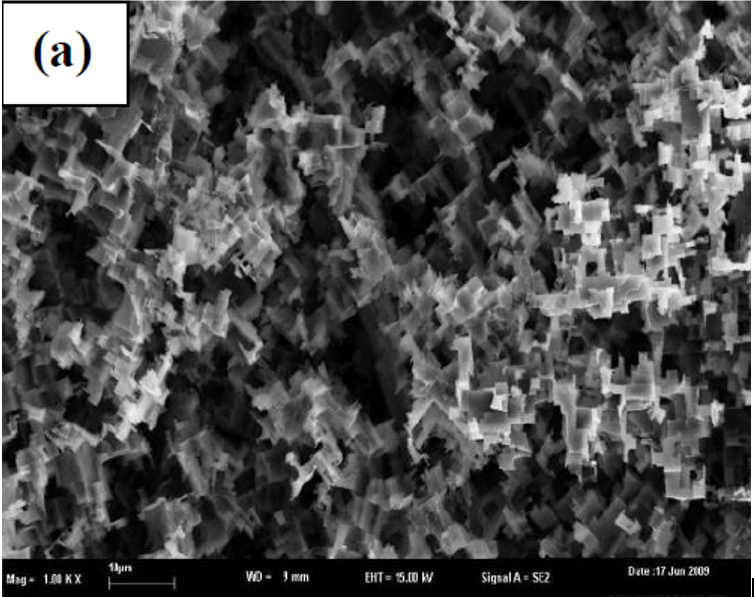 (a)
Mag = 1.00 K X
10μm
WD = 9 mm
EHT = 15.00 kV
Signal A = SE2
Date :17 Jun 2009